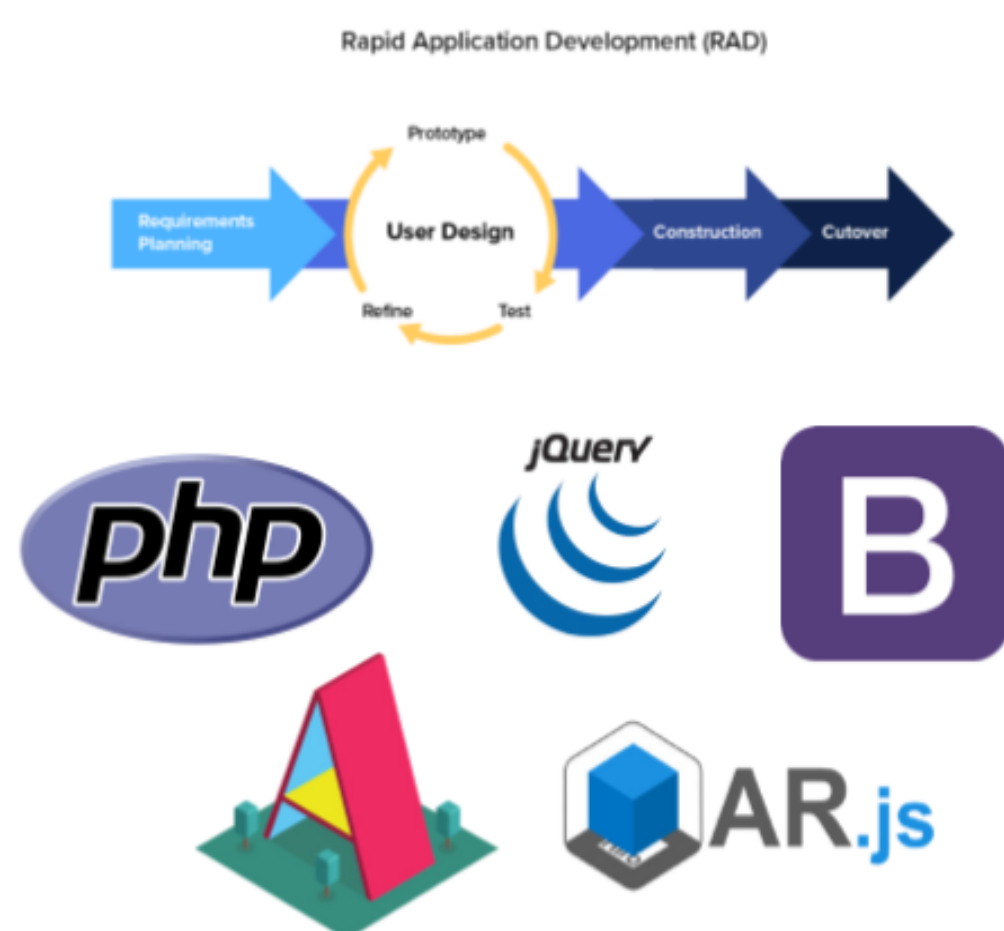 Rapid Application Development (RAD)
Prototype
Requirements
Planning
User Design
Construction
Cutover
Refine
Test
php
jQuery
B
AR.js